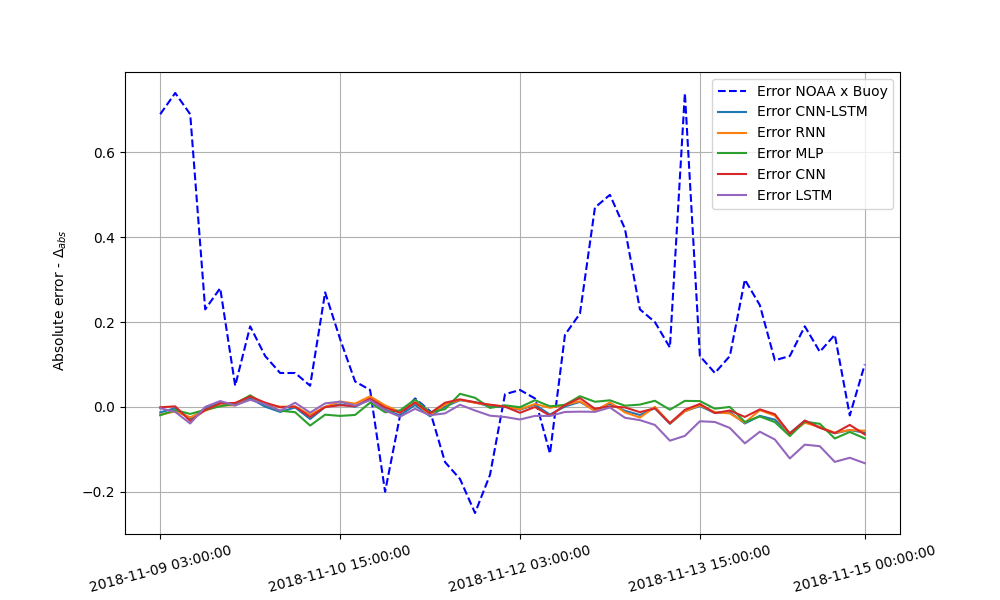 Error NOAA x Buoy
Error CNN-LSTM
Error RNN
Error MLP
Error CNN
Error LSTM
Absolute error - Δabs
0.6
0.4
0.2
0.0
−0.2
2018-11-09 03:00:00
2018-11-10 15:00:00
2018-11-12 03:00:00
2018-11-13 15:00:00
2018-11-15 00:00:00